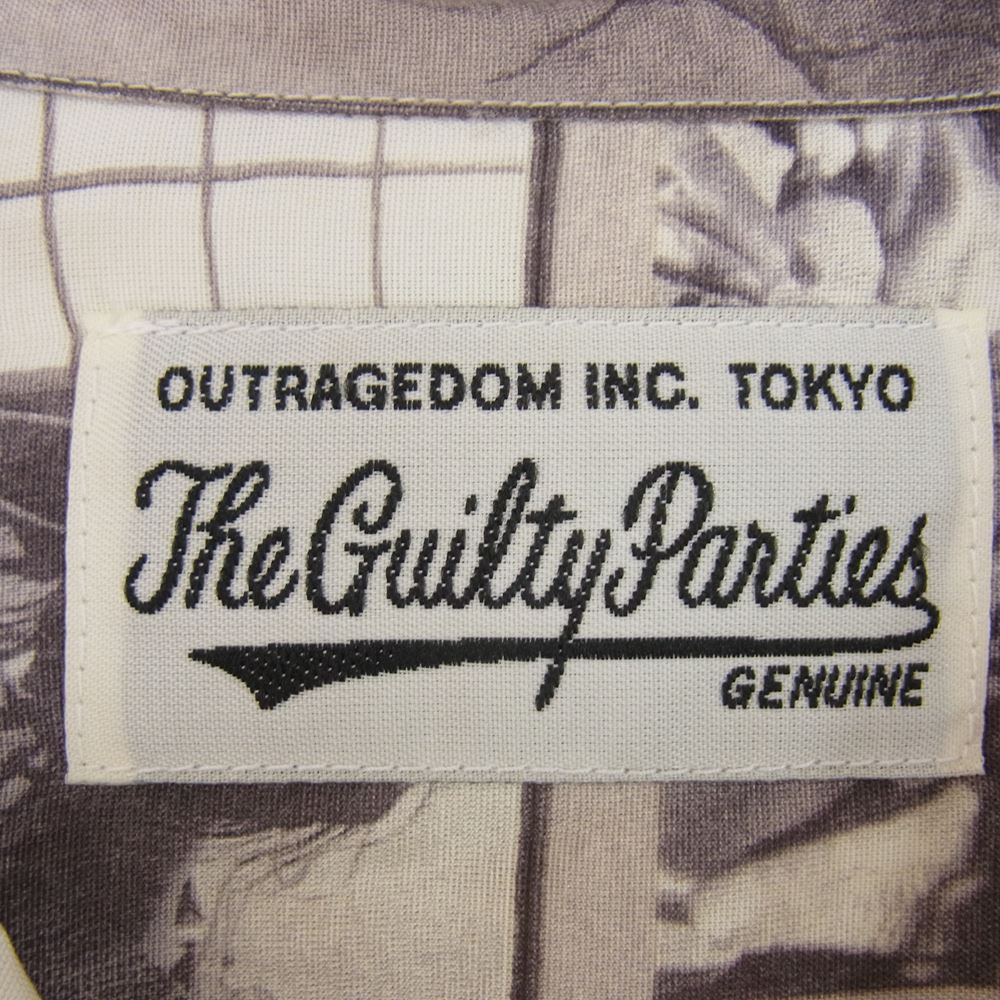 OUTRAGEDOM INC. TOKYO
The Guilty Parties
GENUINE